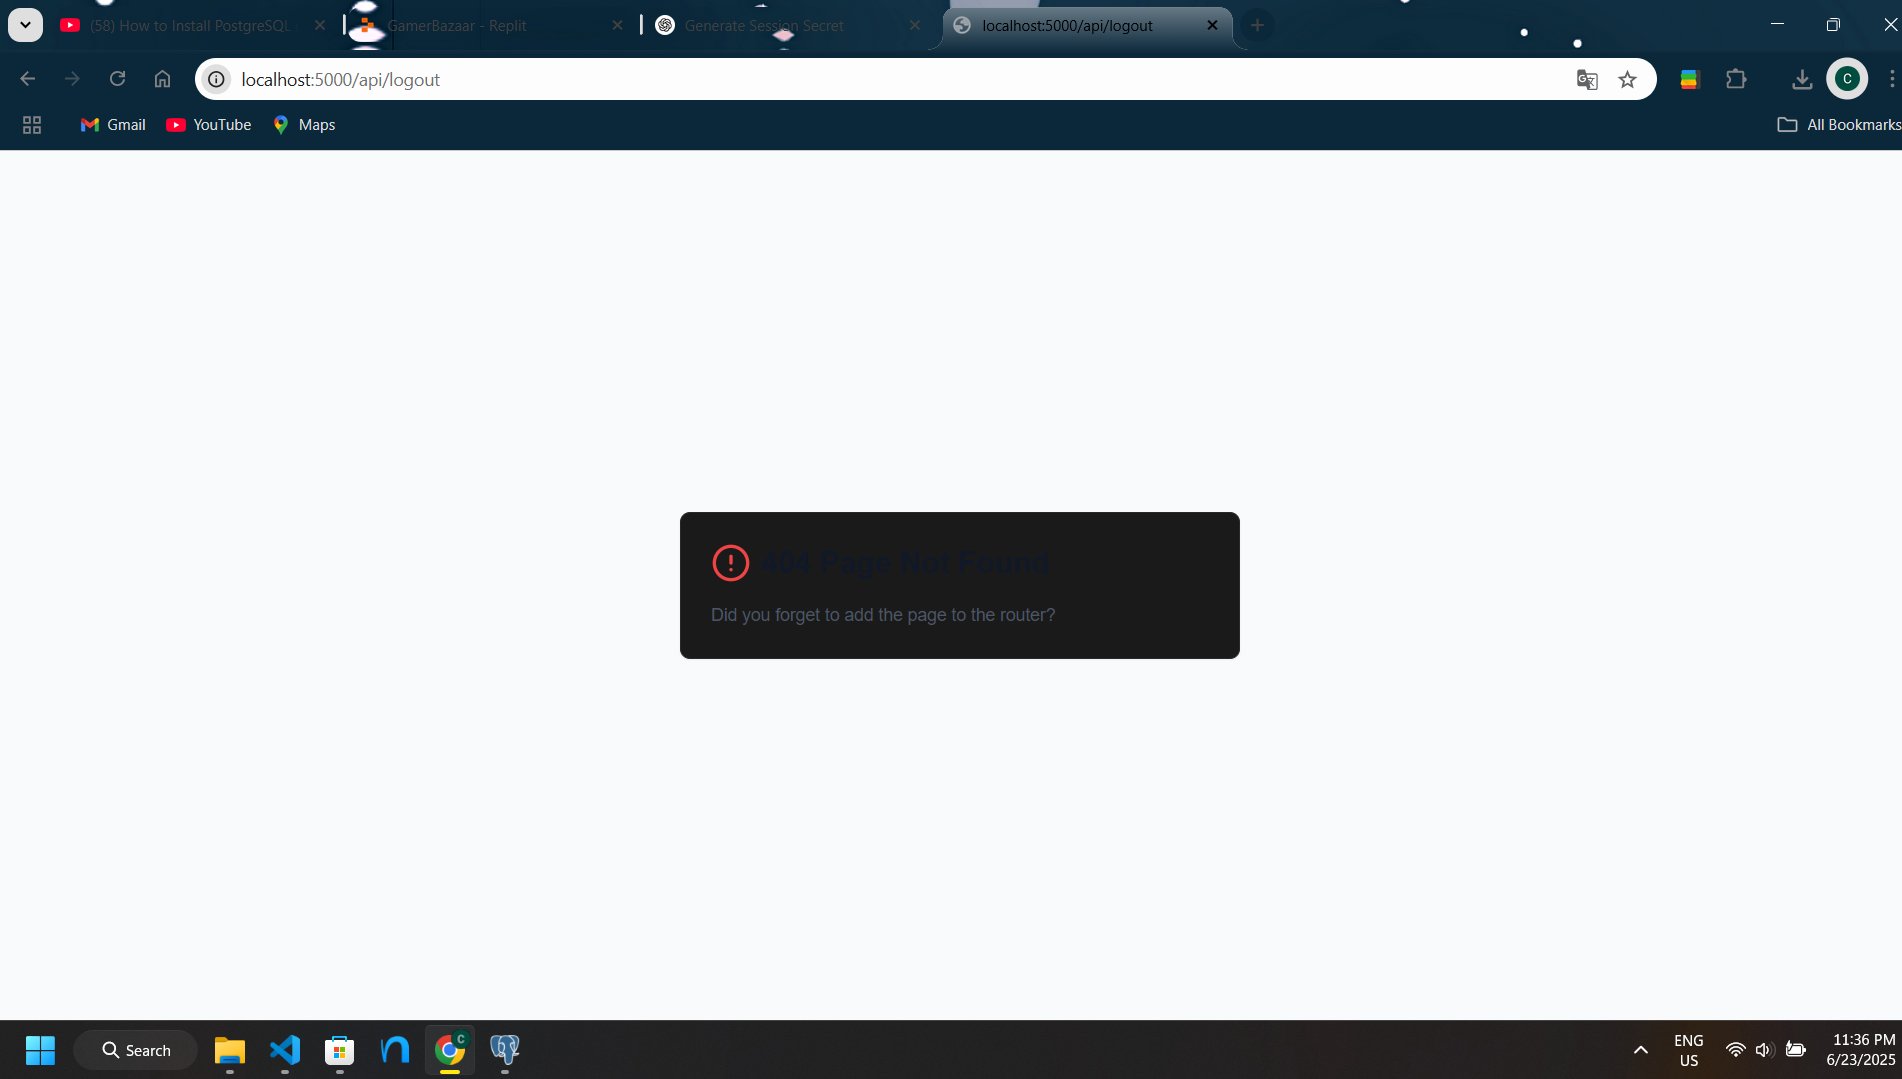 (58) How to Install PostgreSQL
GamerBazaar - Replit
Generate Session Secret
localhost:5000/api/logout
localhost:5000/api/logout
C
Gmail
YouTube
Maps
All Bookmarks
404 Page Not Found
Did you forget to add the page to the router?
Search
C
ENG
US
11:36 PM
6/23/2025